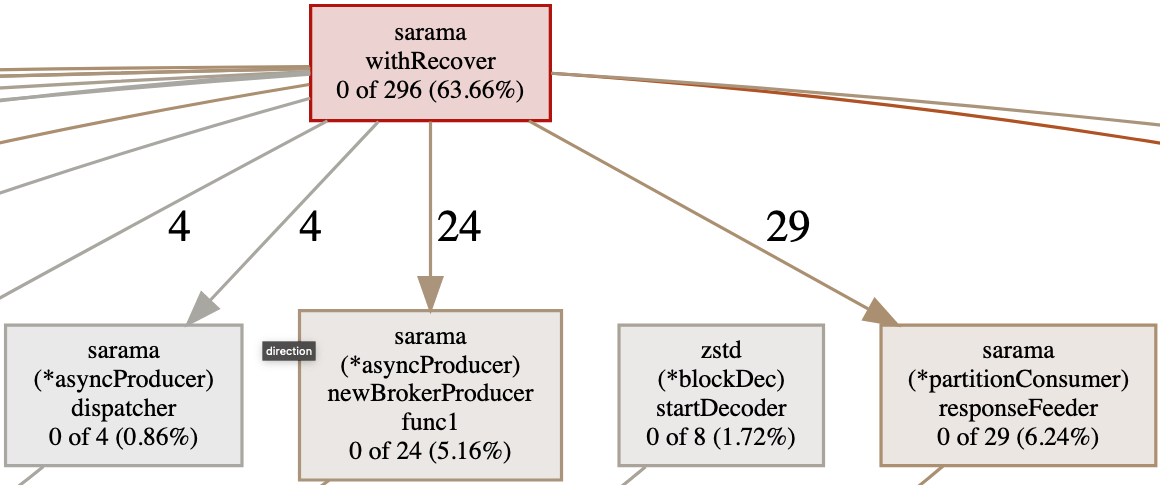 sarama
withRecover
0 of 296 (63.66%)
4
4
24
29
direction
sarama
(*asyncProducer)
dispatcher
0 of 4 (0.86%)
sarama
(*asyncProducer)
newBrokerProducer
func1
0 of 24 (5.16%)
zstd
(*blockDec)
startDecoder
0 of 8 (1.72%)
sarama
(*partitionConsumer)
responseFeeder
0 of 29 (6.24%)